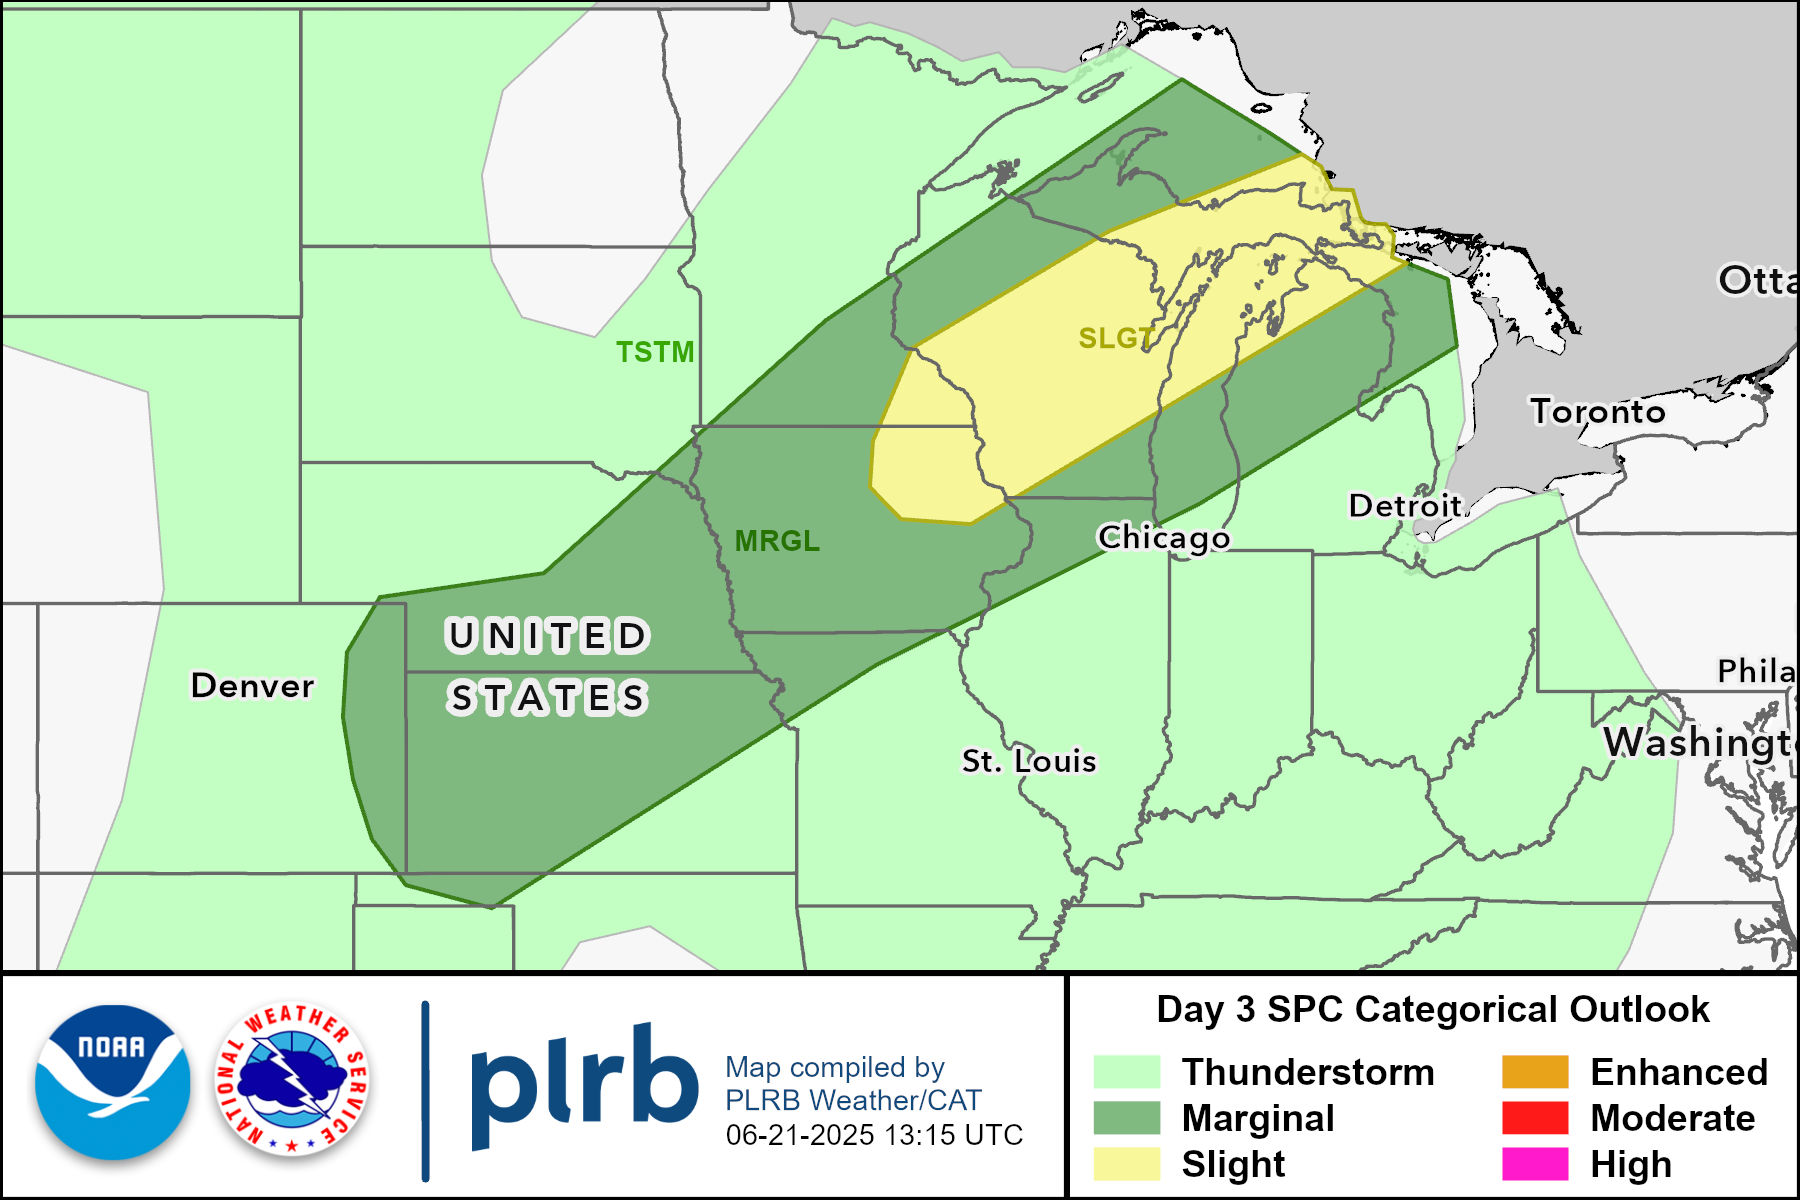 Otta
TSTM
SLGT
Toronto
Detroit
MRGL
Chicago
UNITED
STATES
Denver
Phila
Washingt
St. Louis
NOAA
NATIONAL WEATHER SERVICE
plrb
Map compiled by
PLRB Weather/CAT
06-21-2025 13:15 UTC
Day 3 SPC Categorical Outlook
Thunderstorm
Marginal
Slight
Enhanced
Moderate
High